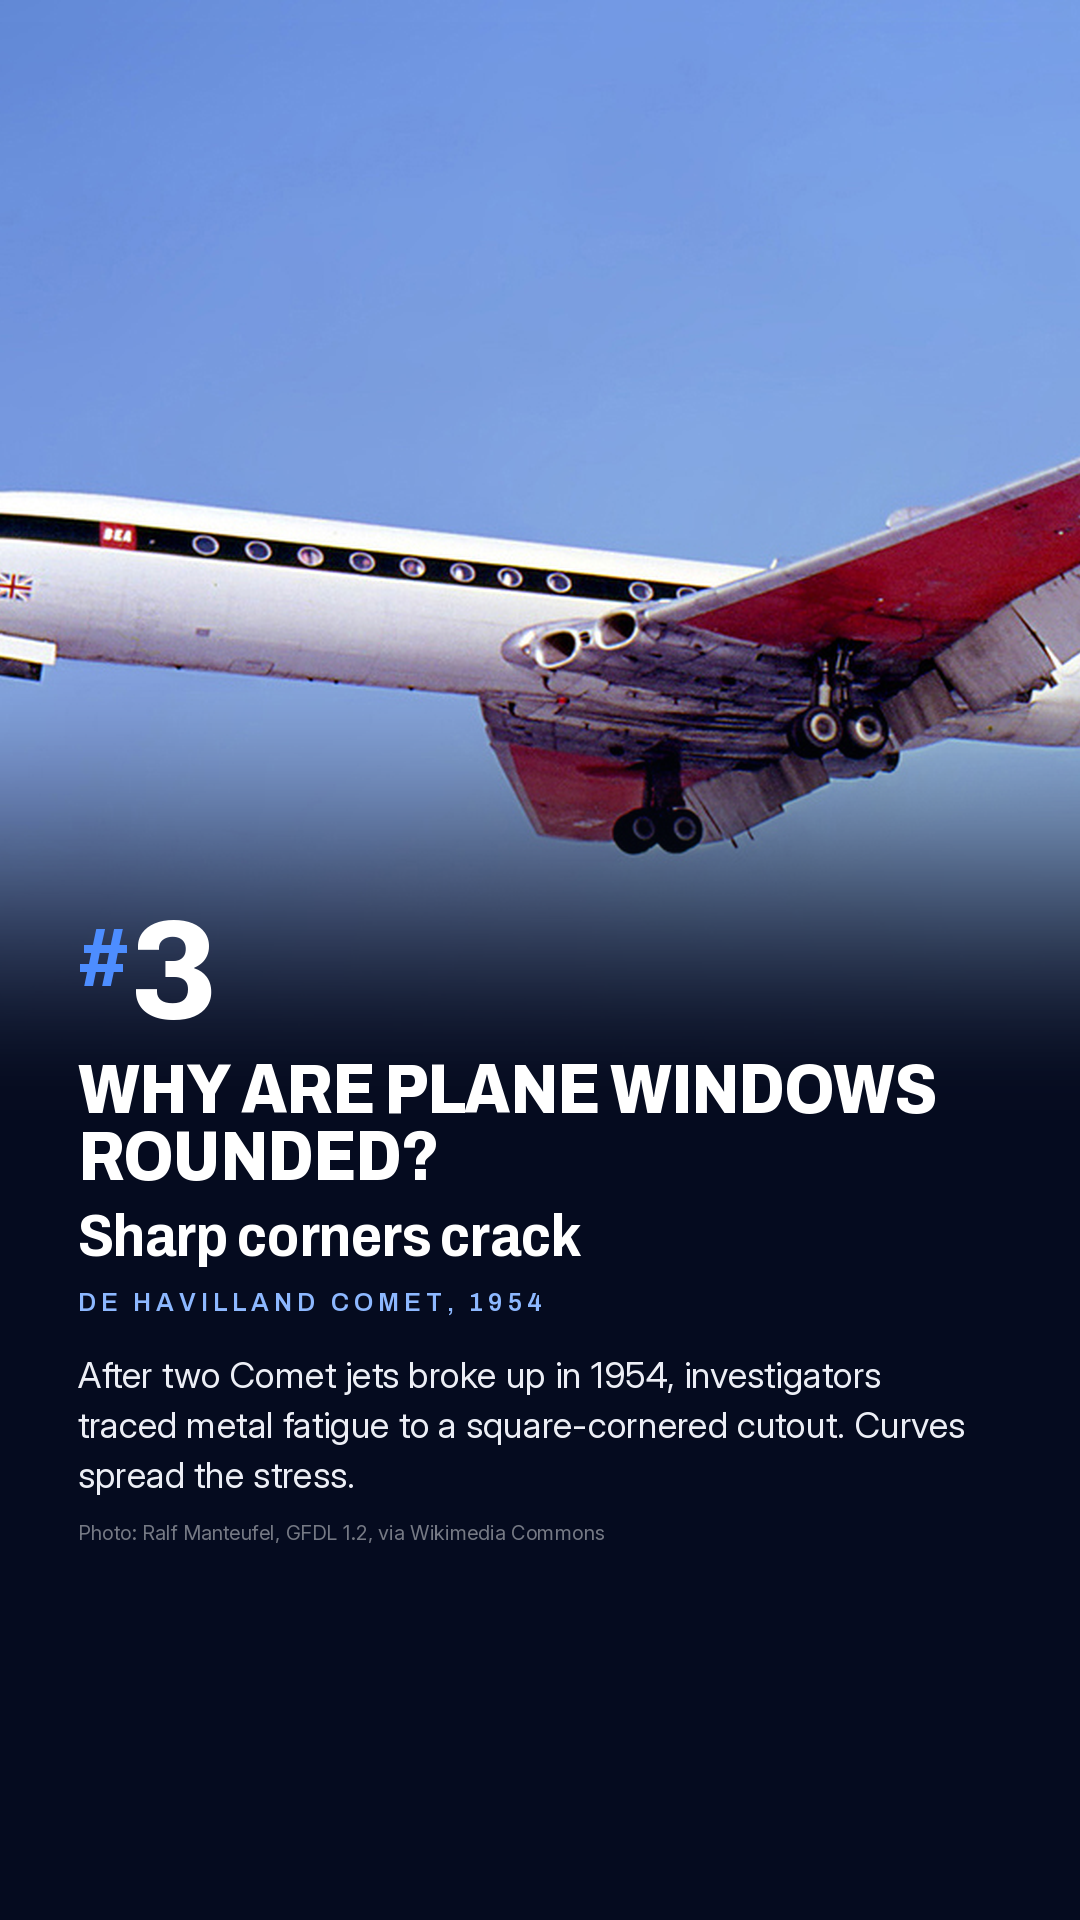 BEA
#3
WHY ARE PLANE WINDOWS
ROUNDED?
Sharp corners crack
DE HAVILLAND COMET, 1954
After two Comet jets broke up in 1954, investigators
traced metal fatigue to a square-cornered cutout. Curves
spread the stress.
Photo: Ralf Manteufel, GFDL 1.2, via Wikimedia Commons